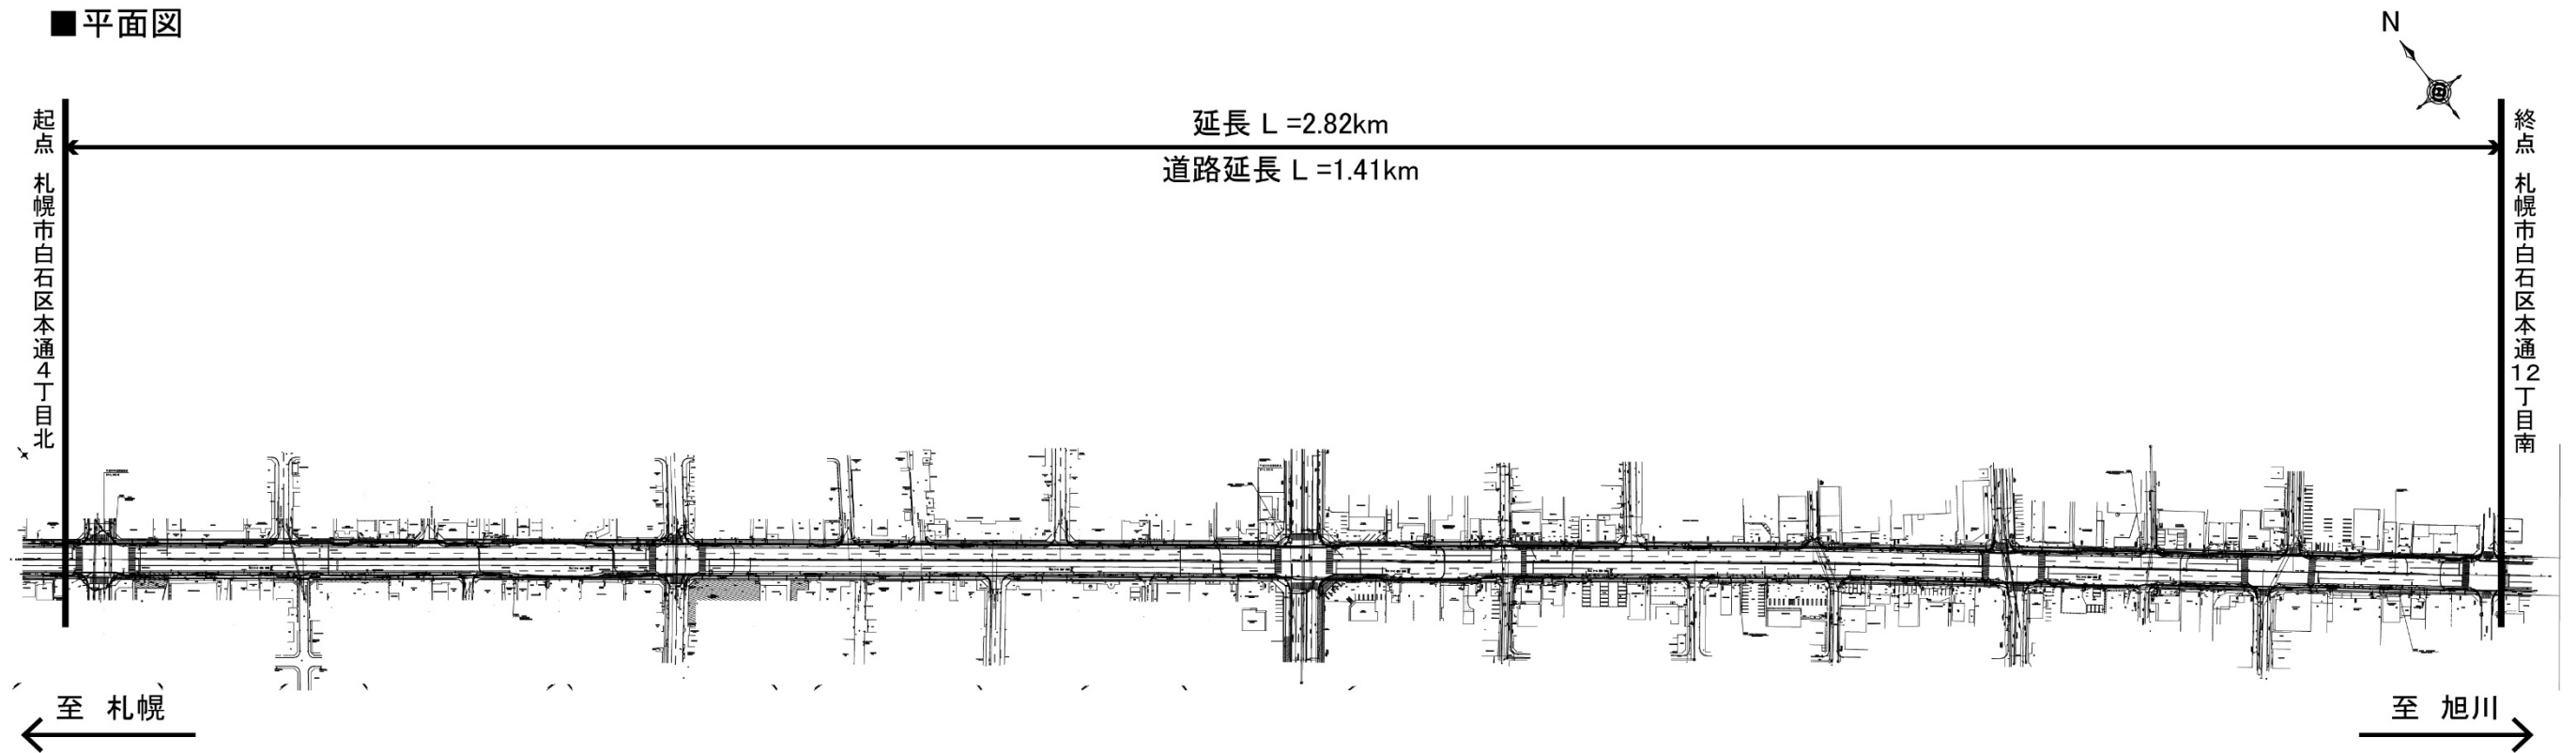 ■平面図
N
延長 L =2.82km
道路延長 L =1.41km
起点 札幌市白石区本通4丁目北
終点 札幌市白石区本通12丁目南
至 札幌
至 旭川